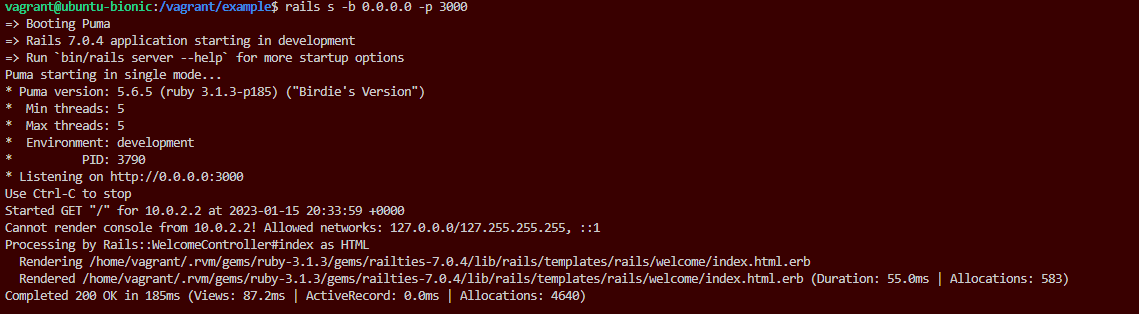 vagrant@ubuntu-bionic:/vagrant/example$ rails s -b 0.0.0.0 -p 3000
=> Booting Puma
=> Rails 7.0.4 application starting in development
=> Run `bin/rails server --help` for more startup options
Puma starting in single mode...
* Puma version: 5.6.5 (ruby 3.1.3-p185) ("Birdie's Version")
*  Min threads: 5
*  Max threads: 5
*  Environment: development
*          PID: 3790
* Listening on http://0.0.0.0:3000
Use Ctrl-C to stop
Started GET "/" for 10.0.2.2 at 2023-01-15 20:33:59 +0000
Cannot render console from 10.0.2.2! Allowed networks: 127.0.0.0/127.255.255.255, ::1
Processing by Rails::WelcomeController#index as HTML
  Rendering /home/vagrant/.rvm/gems/ruby-3.1.3/gems/railties-7.0.4/lib/rails/templates/rails/welcome/index.html.erb
  Rendered /home/vagrant/.rvm/gems/ruby-3.1.3/gems/railties-7.0.4/lib/rails/templates/rails/welcome/index.html.erb (Duration: 55.0ms | Allocations: 583)
Completed 200 OK in 185ms (Views: 87.2ms | ActiveRecord: 0.0ms | Allocations: 4640)